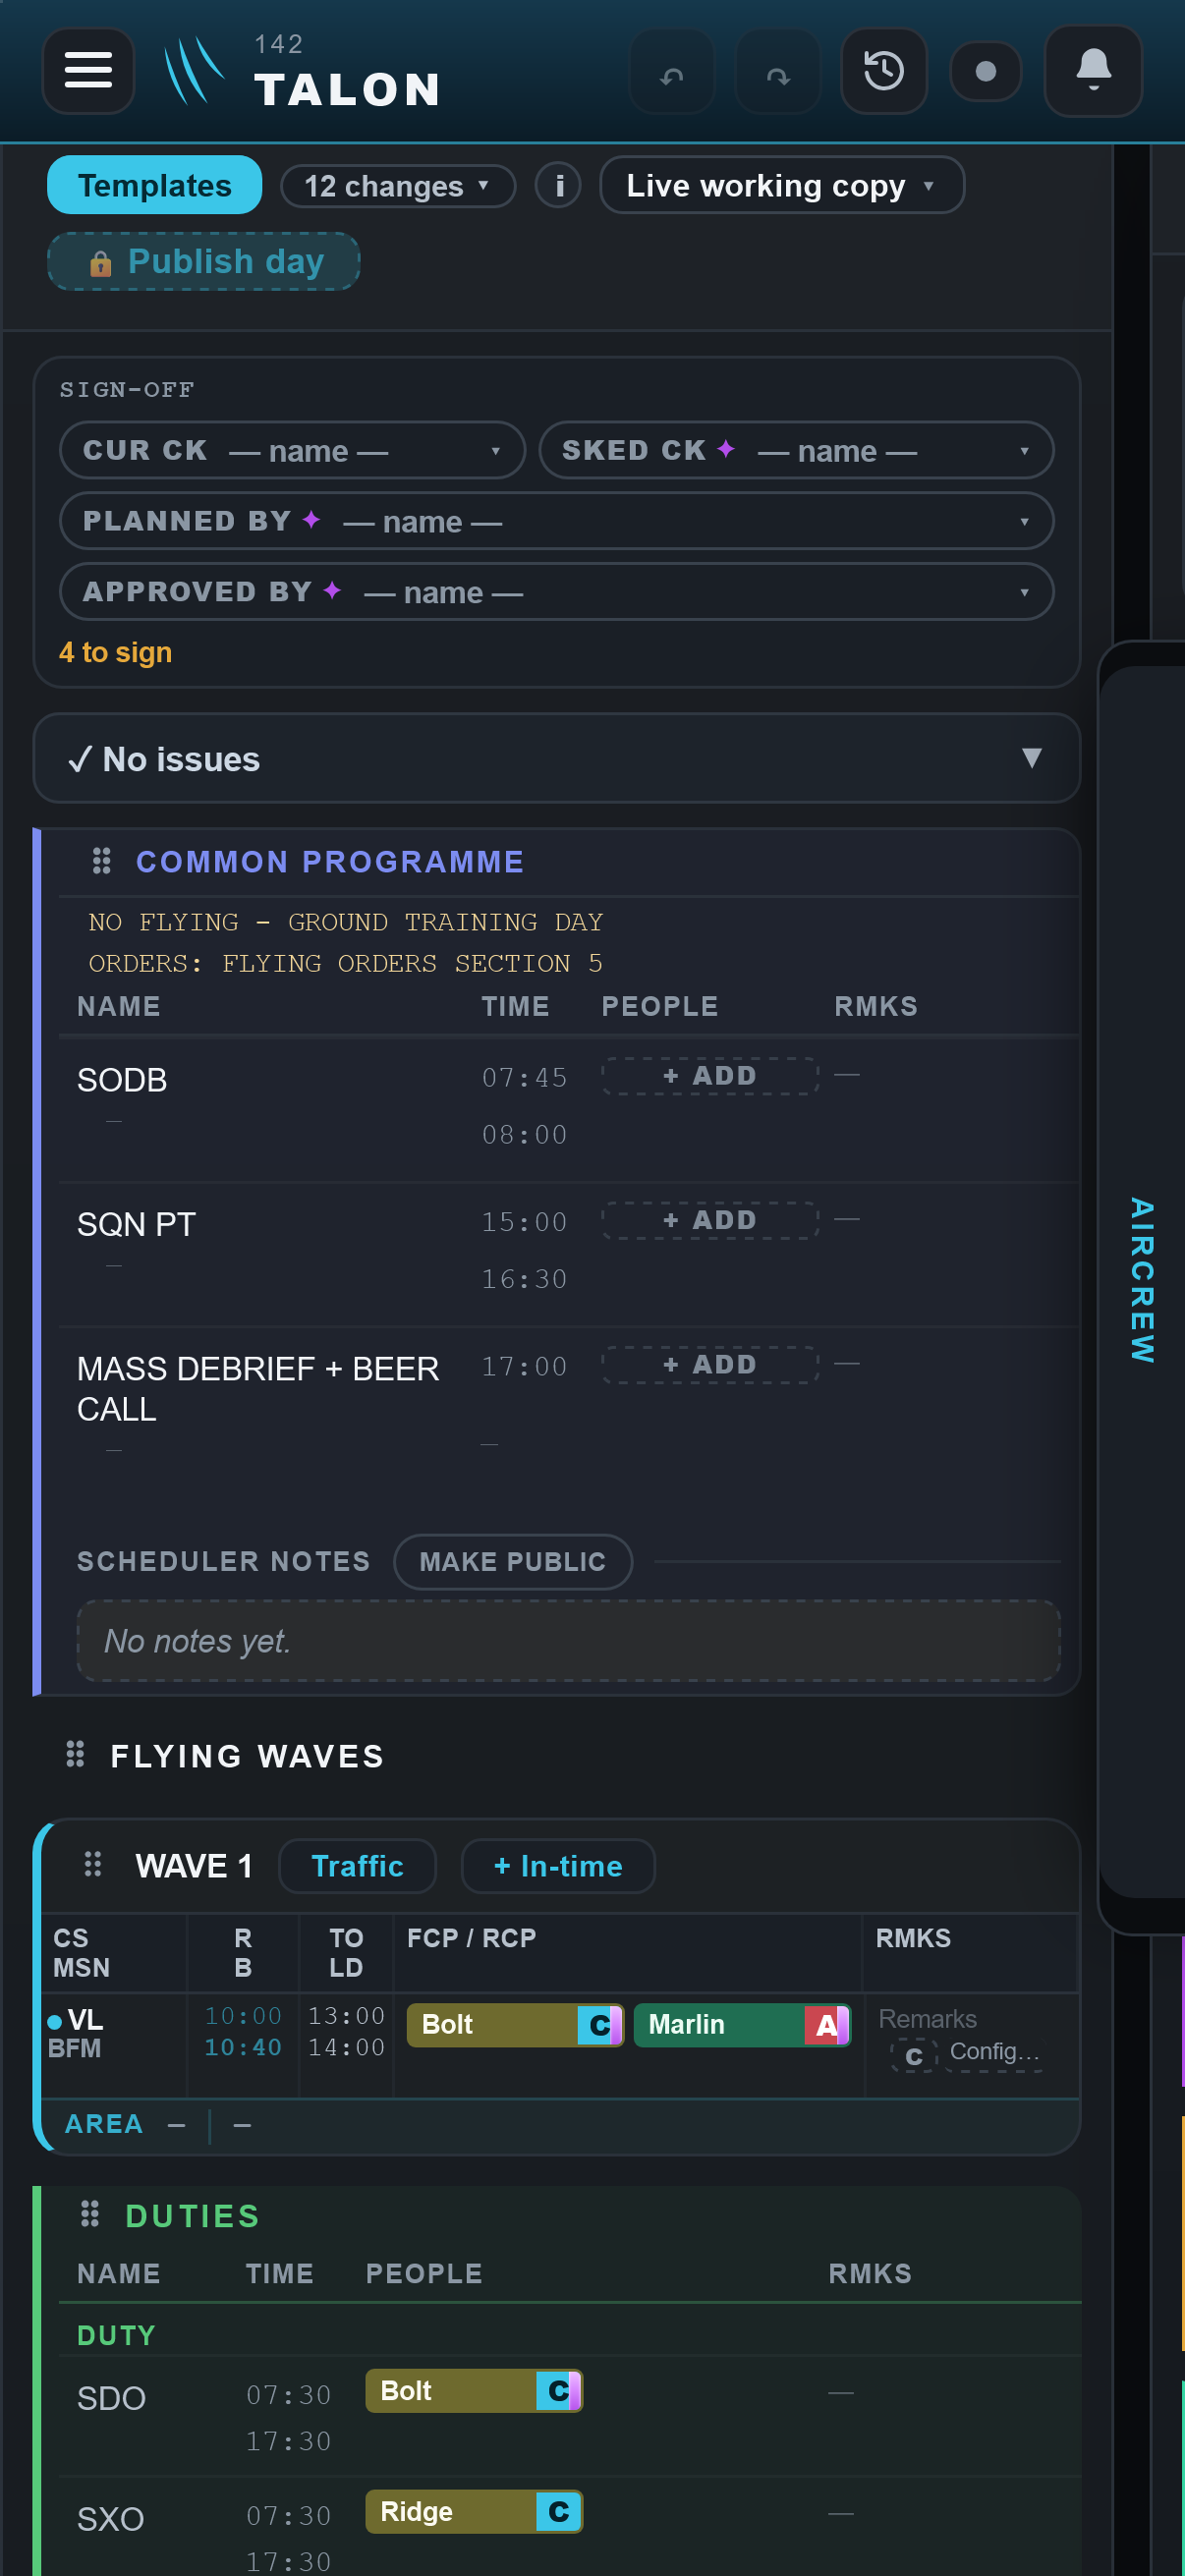 142
TALON
Templates
12 changes
i
Live working copy
Publish day
SIGN-OFF
CUR CK — name —
SKED CK — name —
PLANNED BY — name —
APPROVED BY — name —
4 to sign
✓ No issues
COMMON PROGRAMME
NO FLYING - GROUND TRAINING DAY
ORDERS: FLYING ORDERS SECTION 5
NAME TIME PEOPLE RMKS
SODB 07:45 + ADD —
— 08:00
SQN PT 15:00 + ADD —
— 16:30
MASS DEBRIEF + BEER 17:00 + ADD —
CALL
— —
SCHEDULER NOTES MAKE PUBLIC
No notes yet.
FLYING WAVES
WAVE 1 Traffic + In-time
CS R TO FCP / RCP RMKS
MSN B LD
VL 10:00 13:00 Bolt C Marlin A Remarks
BFM 10:40 14:00 C Config...
AREA — —
DUTIES
NAME TIME PEOPLE RMKS
DUTY
SDO 07:30 Bolt C —
17:30
SXO 07:30 Ridge C —
17:30
AIRCREW